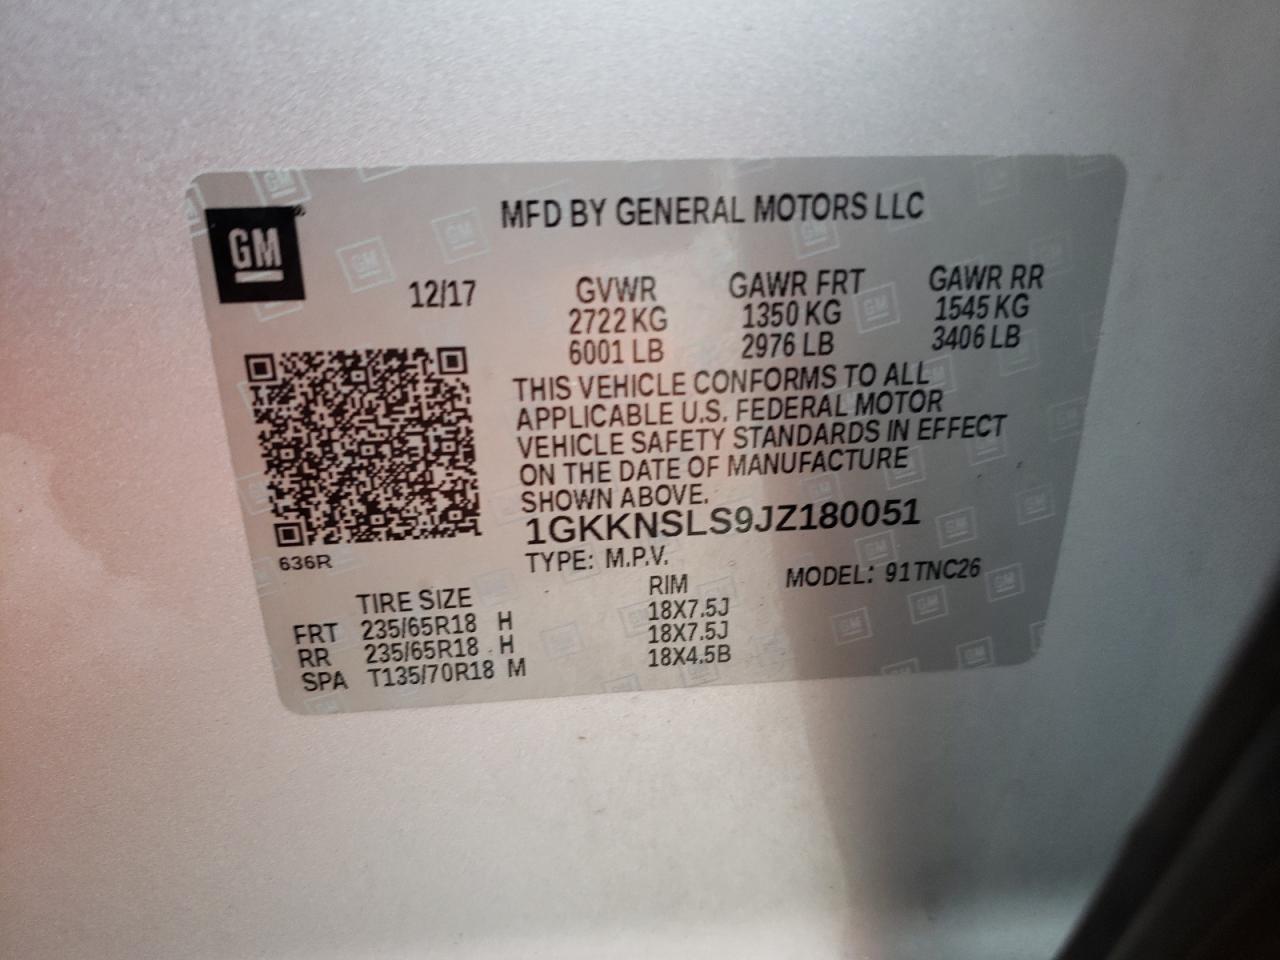 GM
MFD BY GENERAL MOTORS LLC
12/17
GVWR GAWR FRT GAWR RR
2722 KG 1350 KG 1545 KG
6001 LB 2976 LB 3406 LB
THIS VEHICLE CONFORMS TO ALL
APPLICABLE U.S. FEDERAL MOTOR
VEHICLE SAFETY STANDARDS IN EFFECT
ON THE DATE OF MANUFACTURE
SHOWN ABOVE.
1GKKNSLS9JZ180051
636R
TYPE: M.P.V.
MODEL: 91TNC26
TIRE SIZE RIM
FRT 235/65R18 H 18X7.5J
RR 235/65R18 H 18X7.5J
SPA T135/70R18 M 18X4.5B